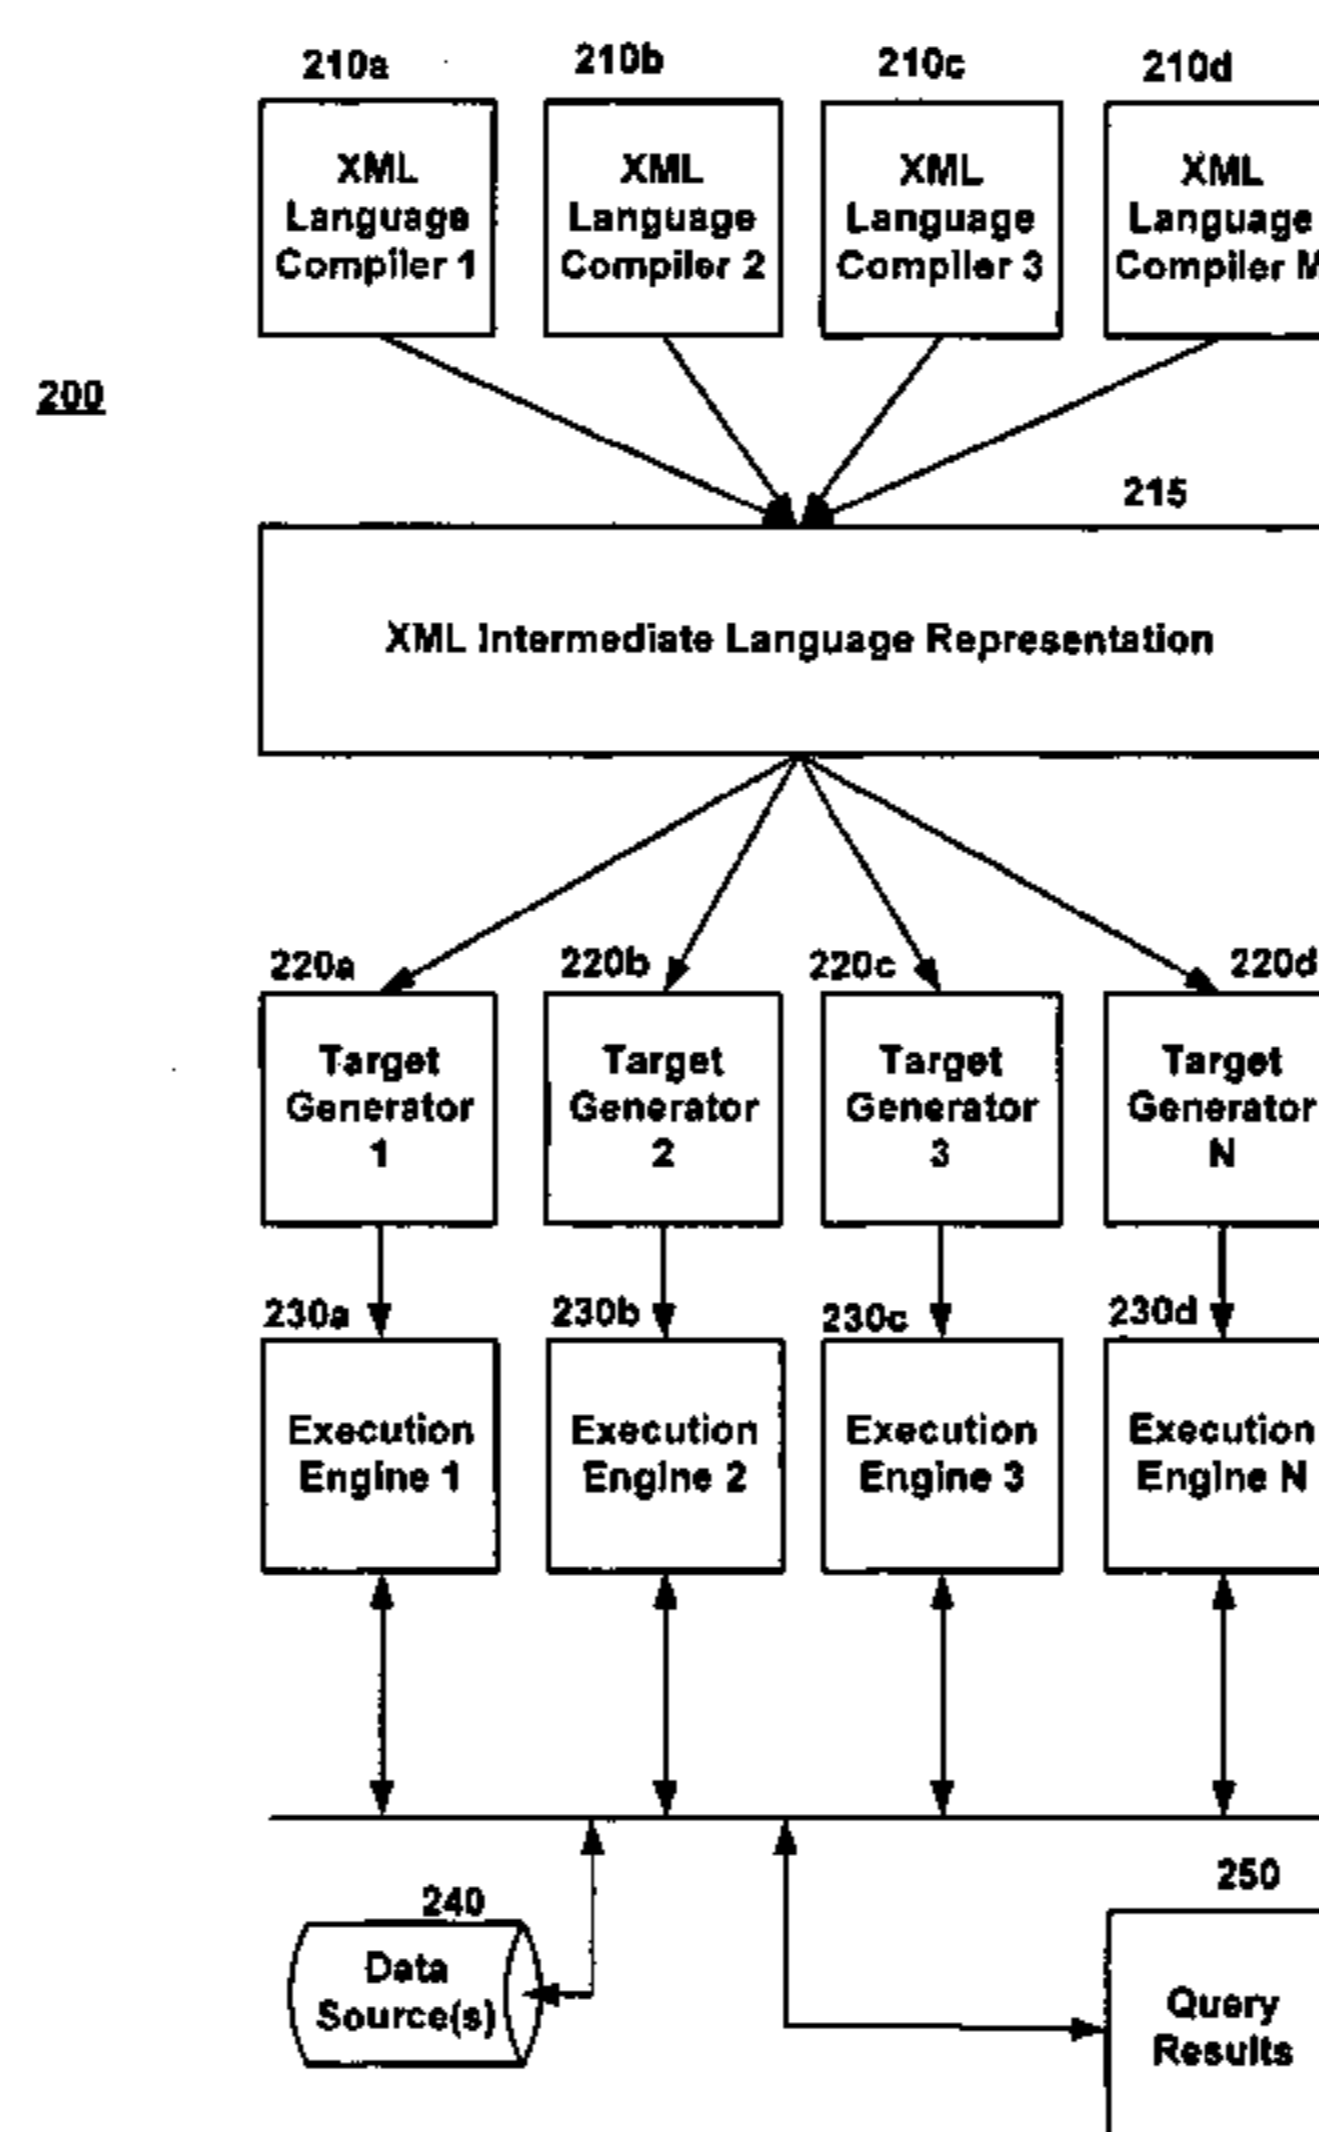 210a 210b 210c 210d
XML XML XML XML
Language Language Language Language
Compiler 1 Compiler 2 Compiler 3 Compiler M
200
215
XML Intermediate Language Representation
220a 220b 220c 220d
Target Target Target Target
Generator Generator Generator Generator
1 2 3 N
230a 230b 230c 230d
Execution Execution Execution Execution
Engine 1 Engine 2 Engine 3 Engine N
250
240
Data
Source(s)
Query
Results